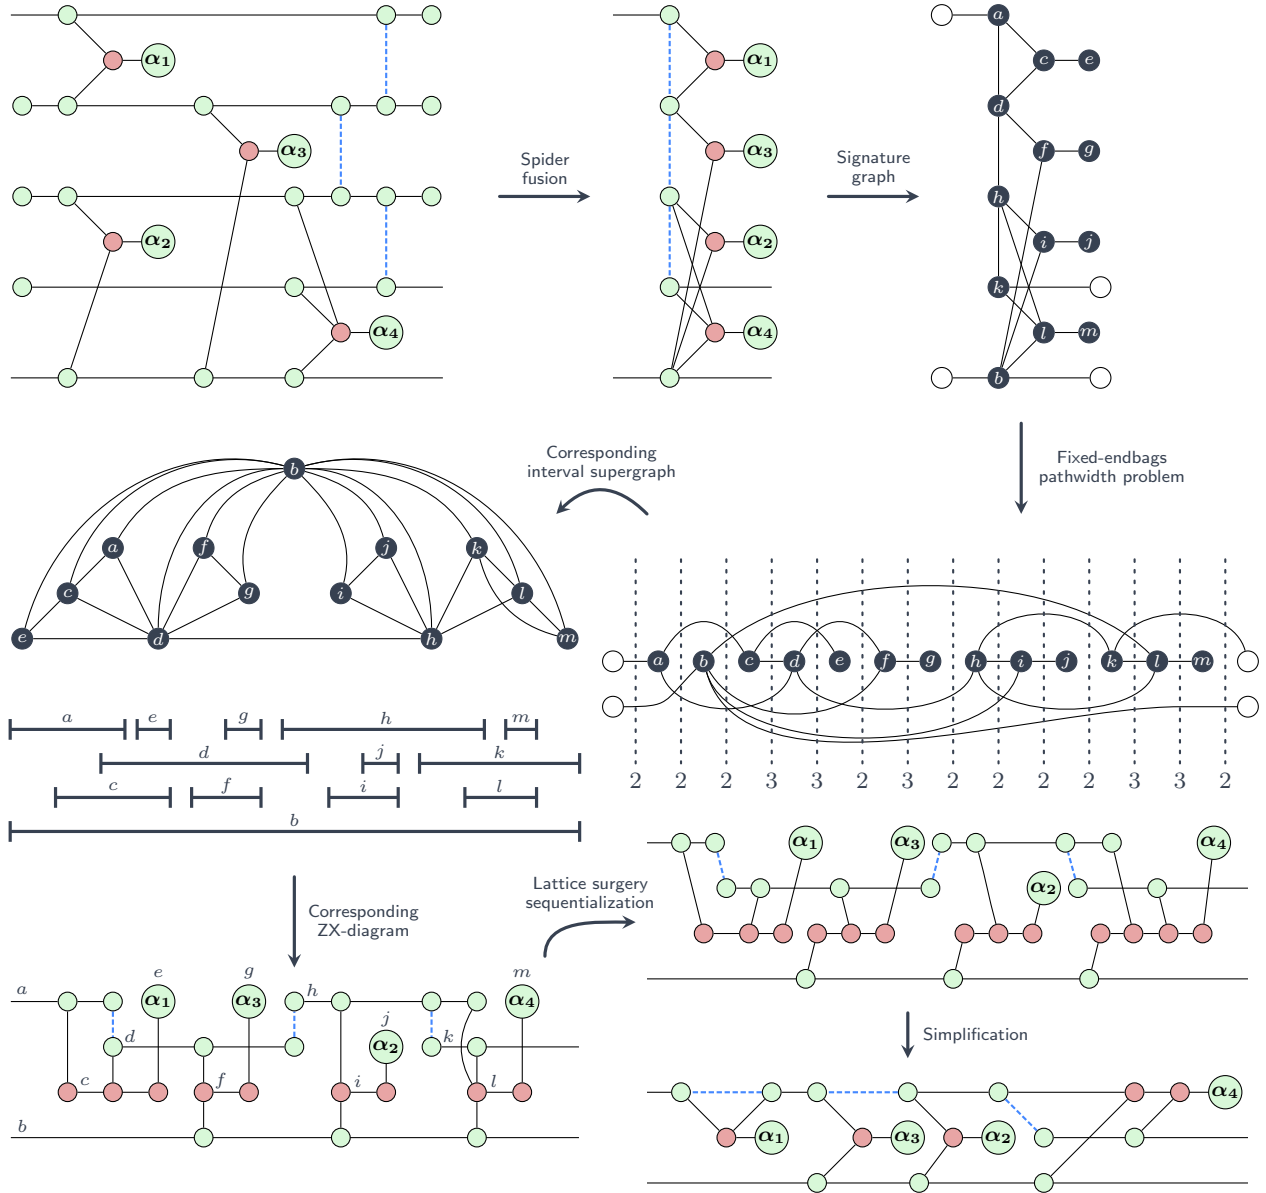 α₁
α₃
α₂
α₄
Spider
fusion
α₁
α₃
α₂
α₄
Signature
graph
a
c e
d
f g
h
i j
k
l m
b
Fixed-endbags
pathwidth problem
Corresponding
interval supergraph
b
a f j k
c g i l
e d h m
a b c d e f g h i j k l m
2 2 2 3 3 2 3 2 2 2 2 3 3 2
a e g h m
d j k
c f i l
b
Corresponding
ZX-diagram
Lattice surgery
sequentialization
α₁ α₃ α₄
α₂
e g m
a α₁ α₃ h α₄
j
d α₂ k
c f i l
b
Simplification
α₄
α₁ α₃ α₂